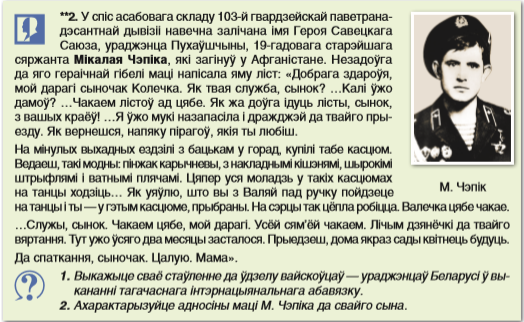 **2. У спіс асабовага складу 103-й гвардзейскай паветрана-
дэсантнай дывізіі навечна залічана імя Героя Савецкага
Саюза, ураджэнца Пухаўшчыны, 19-гадовага старэйшага
сяржанта Мікалая Чэпіка, які загінуў у Афганістане. Незадоўга
да яго гераічнай гібелі маці напісала яму ліст: «Добрага здароўя,
мой дарагі сыночак Колечка. Як твая служба, сынок? …Калі ўжо
дамоў? …Чакаем лістоў ад цябе. Як жа доўга ідуць лісты, сынок,
з вашых краёў! …Я ўжо мукі назапасіла і дражджэй да твайго пры-
езду. Як вернешся, напяку пірагоў, якія ты любіш.
На мінулых выхадных ездзілі з бацькам у горад, купілі табе касцюм.
Ведаеш, такі модны: пінжак карычневы, з накладнымі кішэнямі, шырокімі
штрыфлямі і ватнымі плячамі. Цяпер уся моладзь у такіх касцюмах
на танцы ходзіць… Як уяўлю, што вы з Валяй пад ручку пойдзеце
на танцы і ты — у гэтым касцюме, прыбраны. На сэрцы так цёпла робіцца. Валечка цябе чакае.
…Служы, сынок. Чакаем цябе, мой дарагі. Усёй сям'ёй чакаем. Лічым дзянёчкі да твайго
вяртання. Тут ужо ўсяго два месяцы засталося. Прыедзеш, дома якраз сады квітнець будуць.
Да спаткання, сыночак. Цалую. Мама».
М. Чэпік
1. Выкажыце сваё стаўленне да ўдзелу вайскоўцаў — ураджэнцаў Беларусі ў вы-
кананні тагачаснага інтэрнацыянальнага абавязку.
2. Ахарактарызуйце адносіны маці М. Чэпіка да свайго сына.